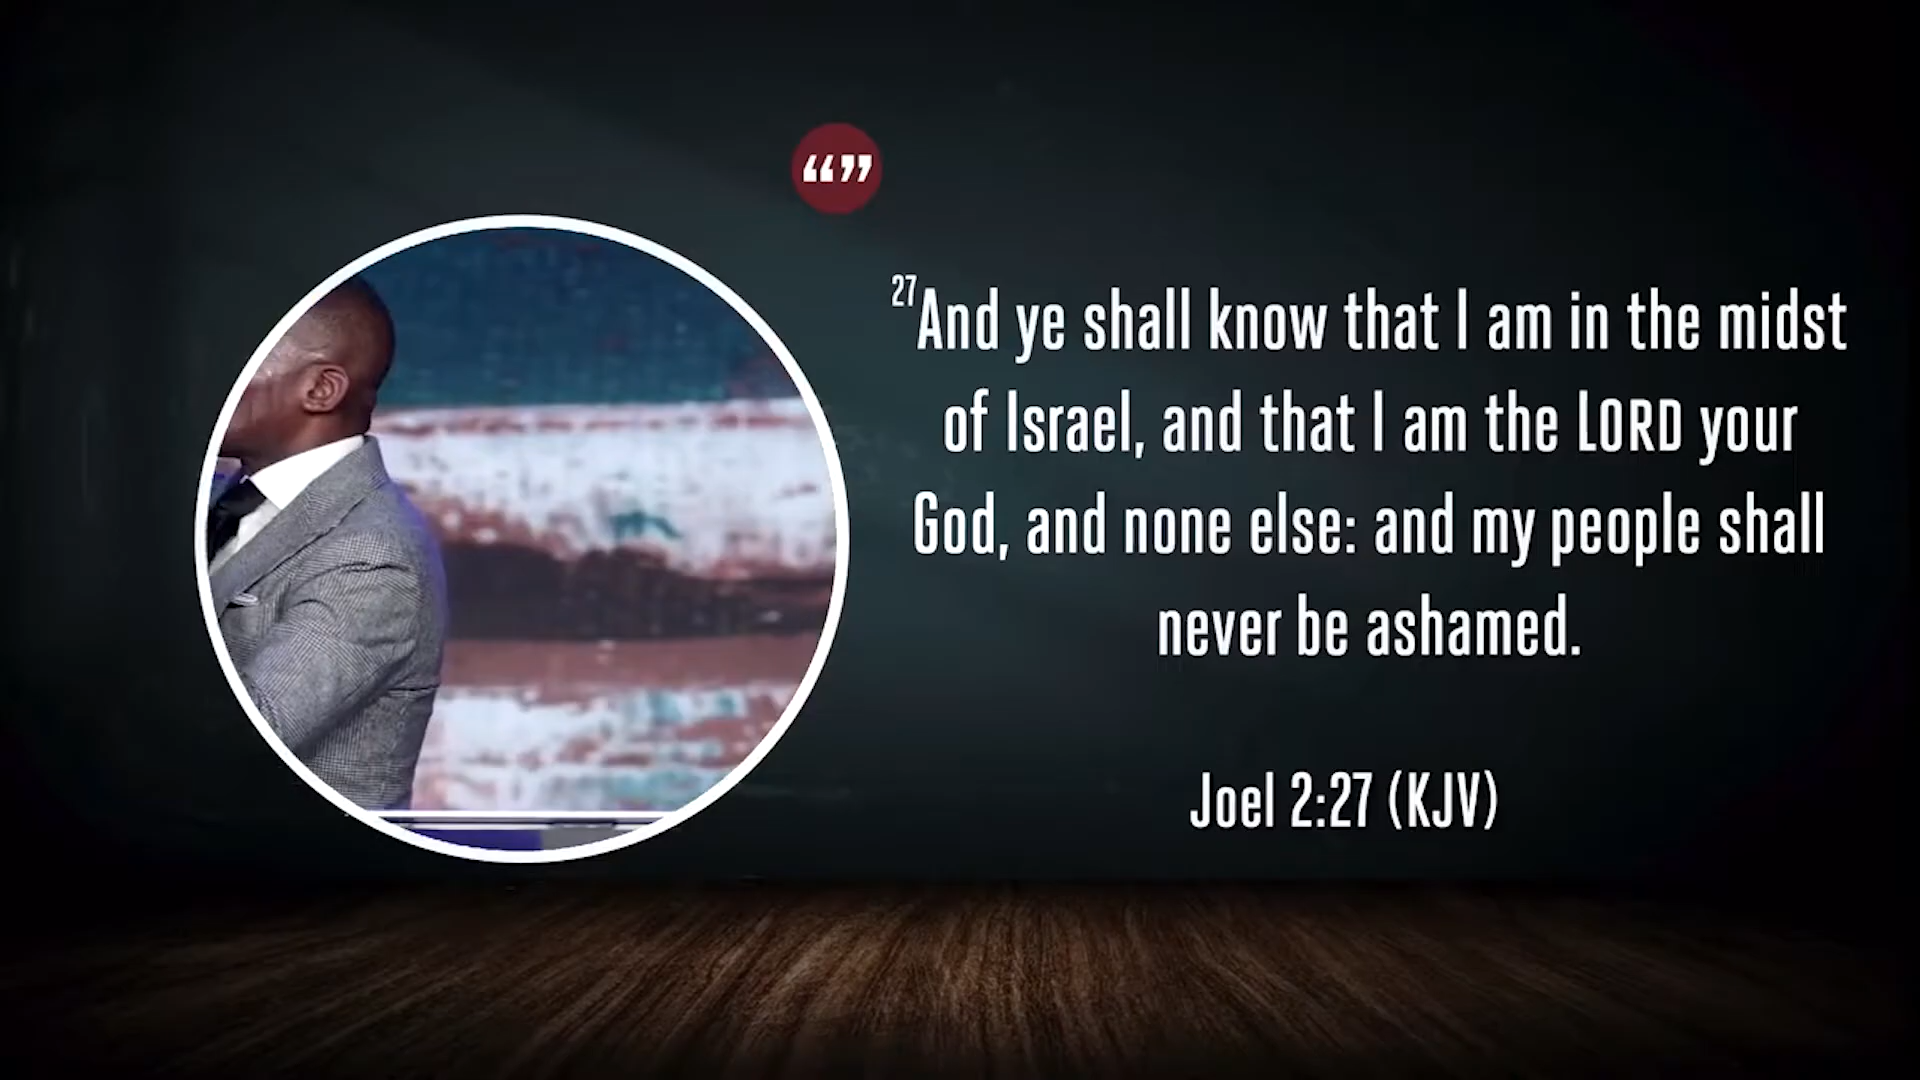 “”
27And ye shall know that I am in the midst
of Israel, and that I am the LORD your
God, and none else: and my people shall
never be ashamed.
Joel 2:27 (KJV)